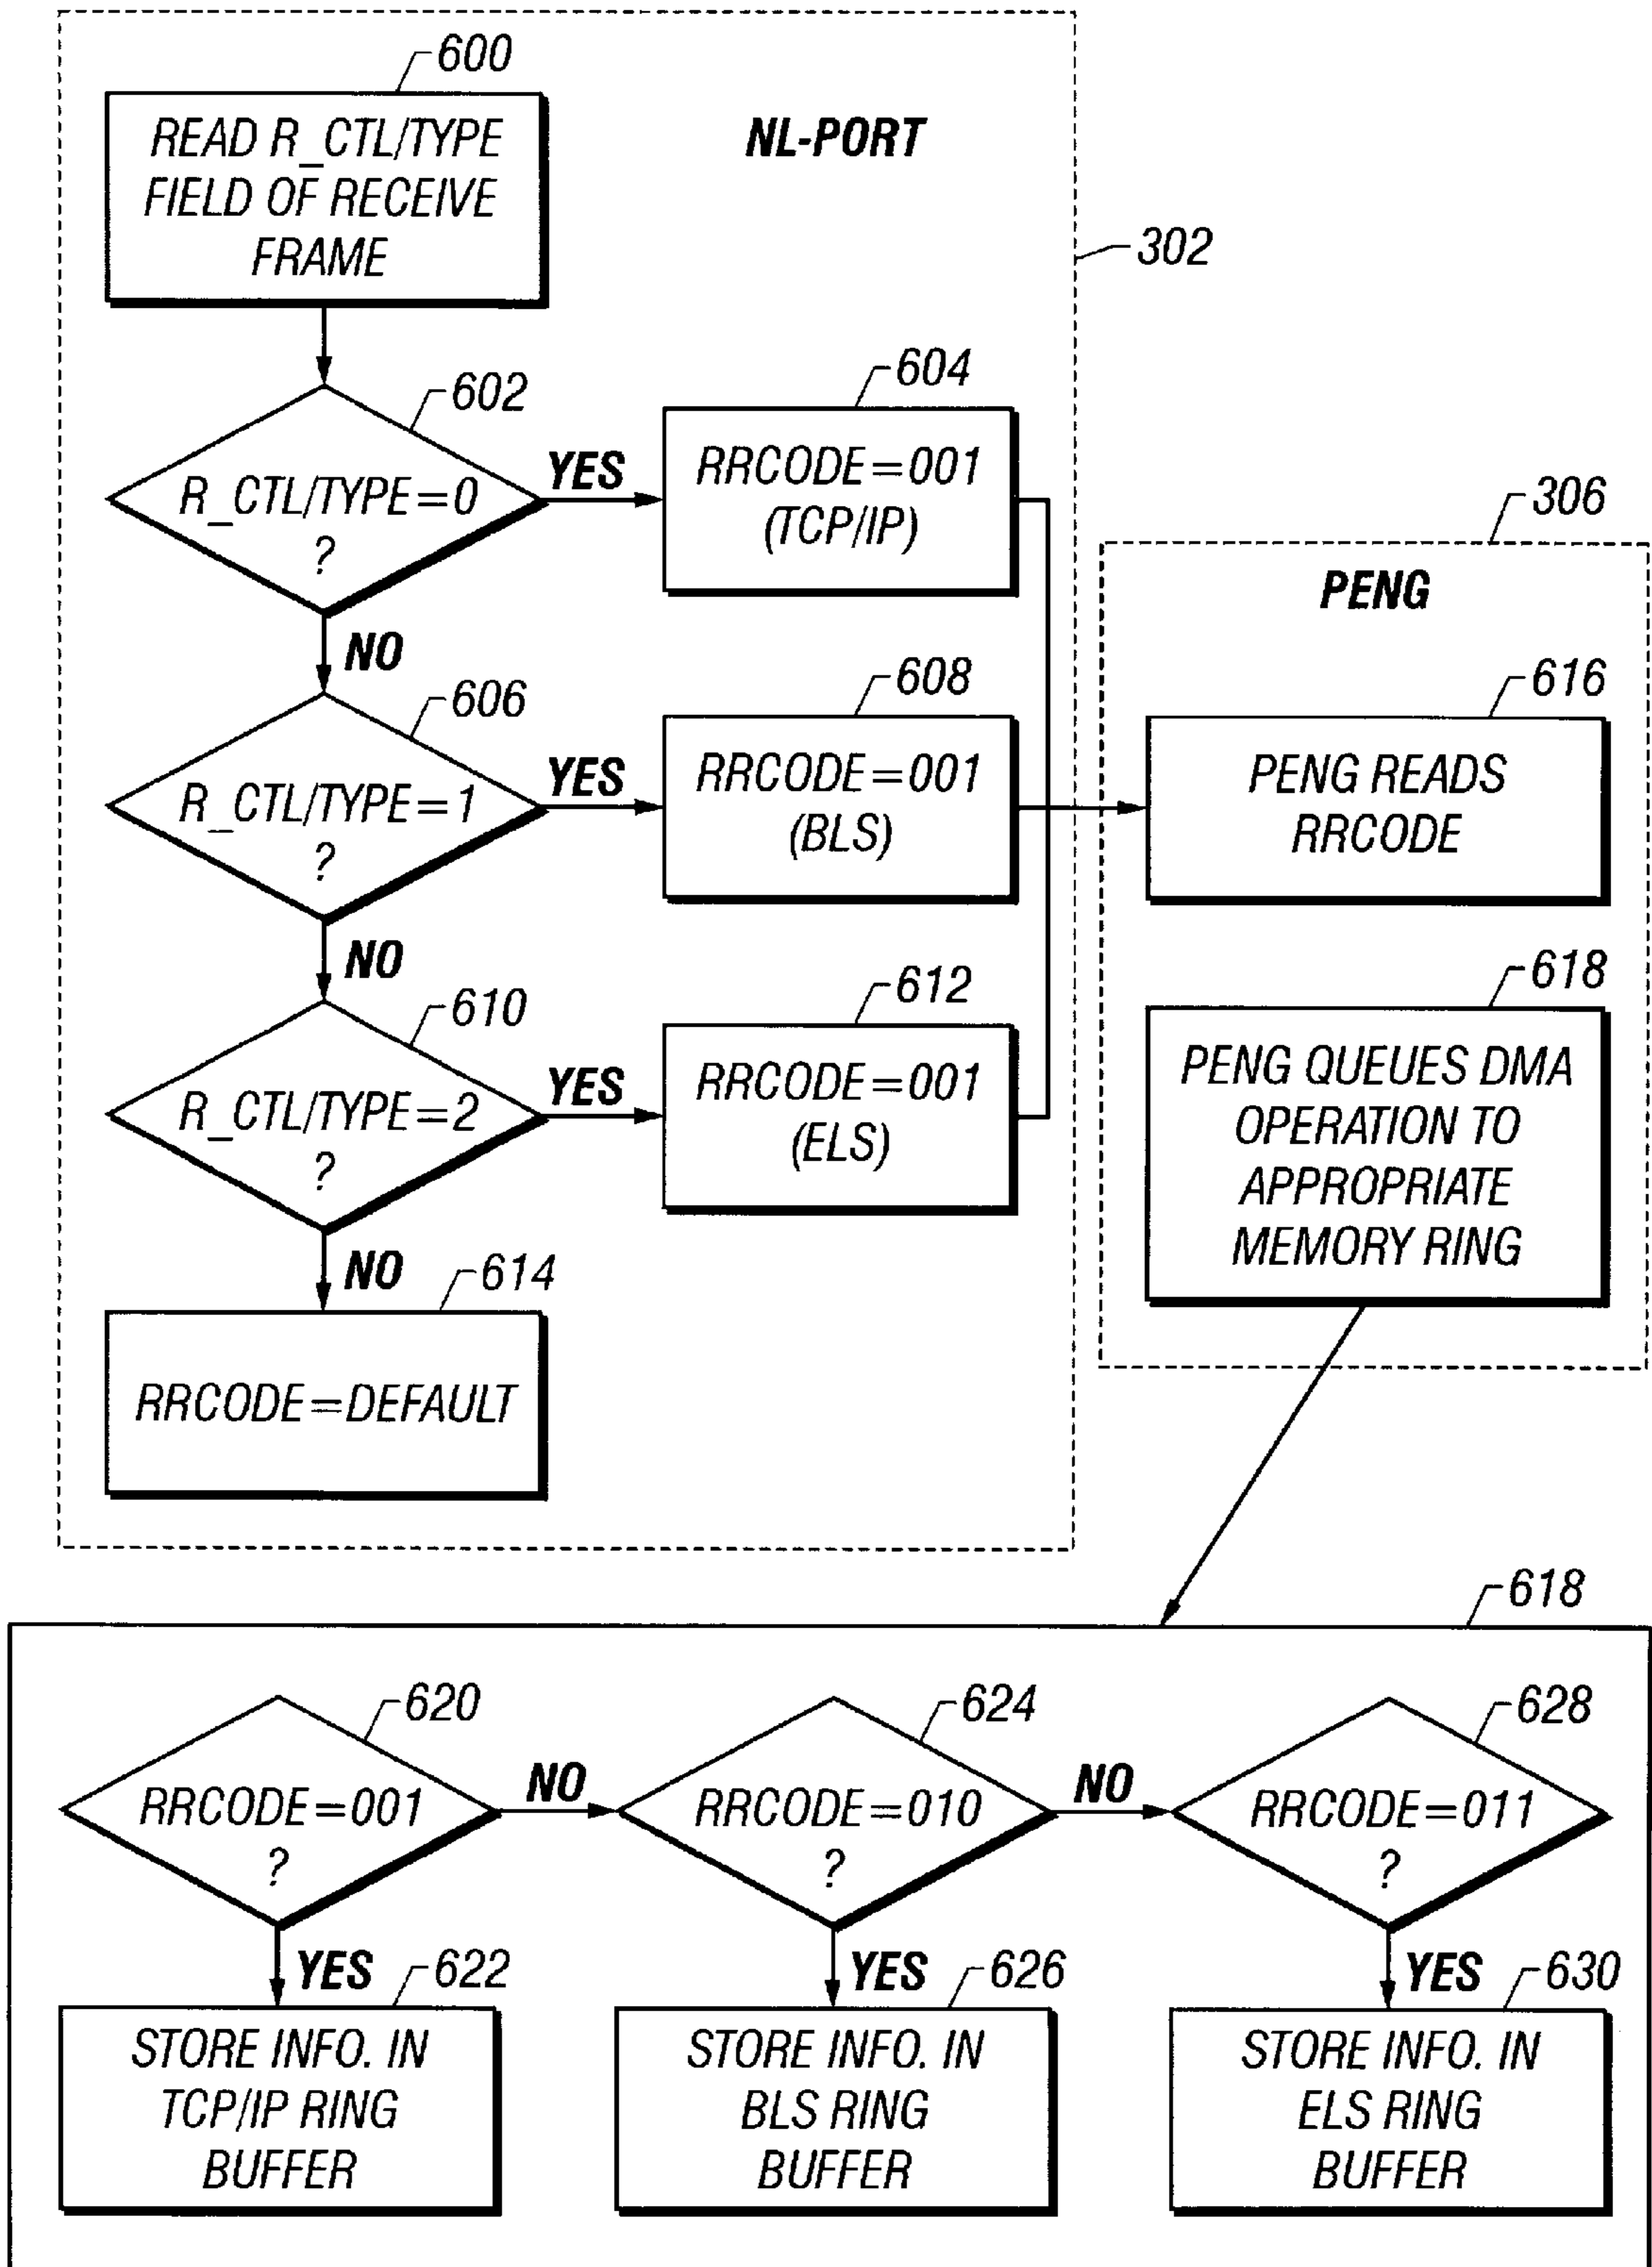 600
READ R_CTL/TYPE
FIELD OF RECEIVE
FRAME
NL-PORT
302
602
R_CTL/TYPE=0
?
YES
604
RRCODE=001
(TCP/IP)
NO
606
R_CTL/TYPE=1
?
YES
608
RRCODE=001
(BLS)
NO
610
R_CTL/TYPE=2
?
YES
612
RRCODE=001
(ELS)
NO
614
RRCODE=DEFAULT
306
PENG
616
PENG READS
RRCODE
618
PENG QUEUES DMA
OPERATION TO
APPROPRIATE
MEMORY RING
618
620
RRCODE=001
?
NO
624
RRCODE=010
?
NO
628
RRCODE=011
?
YES
622
STORE INFO. IN
TCP/IP RING
BUFFER
YES
626
STORE INFO. IN
BLS RING
BUFFER
YES
630
STORE INFO. IN
ELS RING
BUFFER